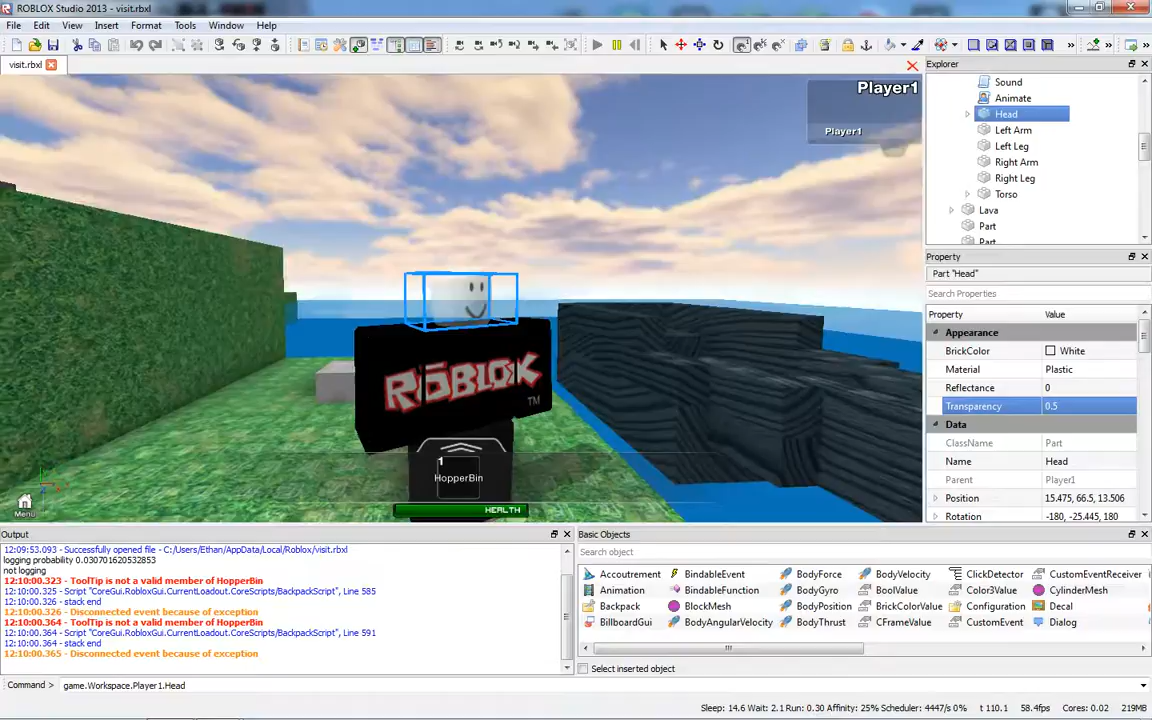 ROBLOX Studio 2013 - visit.rbxl
File Edit View Insert Format Tools Window Help
visit.rbxl
Player1
Player1
ROBLOX
TM
1
HopperBin
HEALTH
Menu
Explorer
Sound
Animate
Head
Left Arm
Left Leg
Right Arm
Right Leg
Torso
Lava
Part
Part
Property
Part "Head"
Search Properties
Property Value
Appearance
BrickColor White
Material Plastic
Reflectance 0
Transparency 0.5
Data
ClassName Part
Name Head
Parent Player1
Position 15.475, 66.5, 13.506
Rotation -180, -25.445, 180
Output
12:09:53.093 - Successfully opened file - C:/Users/Ethan/AppData/Local/Roblox/visit.rbxl
logging probability 0.030701620532853
not logging
12:10:00.323 - ToolTip is not a valid member of HopperBin
12:10:00.325 - Script "CoreGui.RobloxGui.CurrentLoadout.CoreScripts/BackpackScript", Line 585
12:10:00.326 - stack end
12:10:00.326 - Disconnected event because of exception
12:10:00.364 - ToolTip is not a valid member of HopperBin
12:10:00.364 - Script "CoreGui.RobloxGui.CurrentLoadout.CoreScripts/BackpackScript", Line 591
12:10:00.364 - stack end
12:10:00.365 - Disconnected event because of exception
Basic Objects
Search object
Accoutrement BindableEvent BodyForce BodyVelocity ClickDetector CustomEventReceiver
Animation BindableFunction BodyGyro BoolValue Color3Value CylinderMesh
Backpack BlockMesh BodyPosition BrickColorValue Configuration Decal
BillboardGui BodyAngularVelocity BodyThrust CFrameValue CustomEvent Dialog
Select inserted object
Command > game.Workspace.Player1.Head
Sleep: 14.6 Wait: 2.1 Run: 0.30 Affinity: 25% Scheduler: 4447/s 0% t 110.1 58.4fps Cores: 0.02 219MB